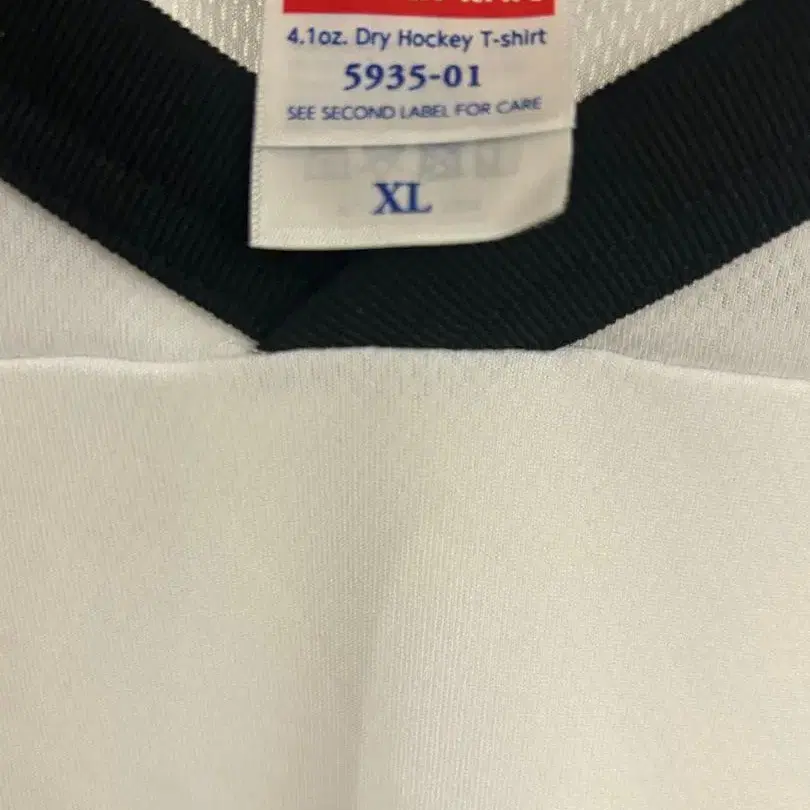 4.1oz. Dry Hockey T-shirt
5935-01
SEE SECOND LABEL FOR CARE
XL